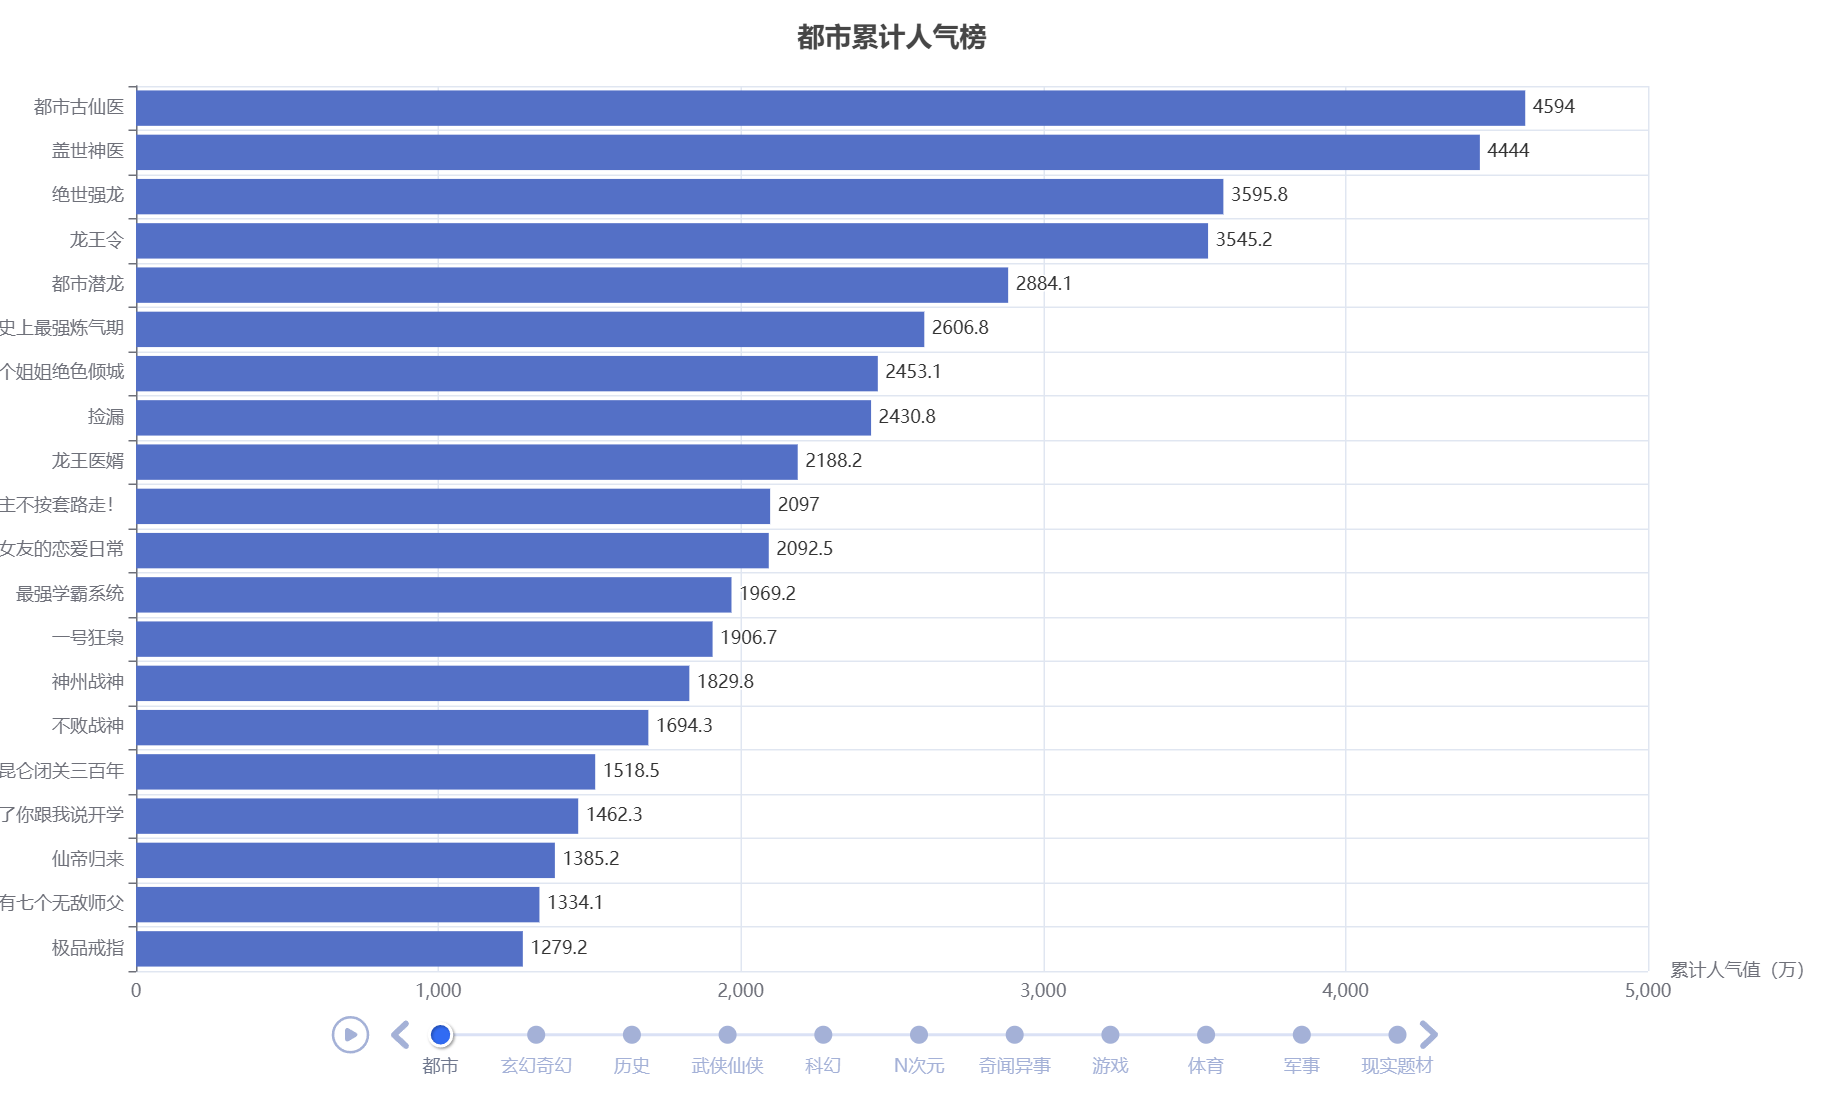 都市累计人气榜
都市古仙医 4594
盖世神医 4444
绝世强龙 3595.8
龙王令 3545.2
都市潜龙 2884.1
史上最强炼气期 2606.8
个姐姐绝色倾城 2453.1
捡漏 2430.8
龙王医婿 2188.2
主不按套路走！ 2097
女友的恋爱日常 2092.5
最强学霸系统 1969.2
一号狂枭 1906.7
神州战神 1829.8
不败战神 1694.3
昆仑闭关三百年 1518.5
了你跟我说开学 1462.3
仙帝归来 1385.2
有七个无敌师父 1334.1
极品戒指 1279.2
累计人气值（万）
0 1,000 2,000 3,000 4,000 5,000
都市 玄幻奇幻 历史 武侠仙侠 科幻 N次元 奇闻异事 游戏 体育 军事 现实题材